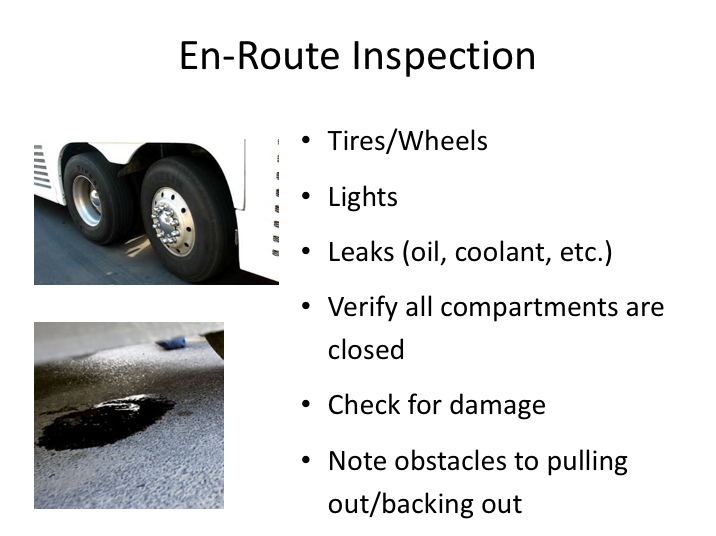 En-Route Inspection
• Tires/Wheels
• Lights
• Leaks (oil, coolant, etc.)
• Verify all compartments are
closed
• Check for damage
• Note obstacles to pulling
out/backing out